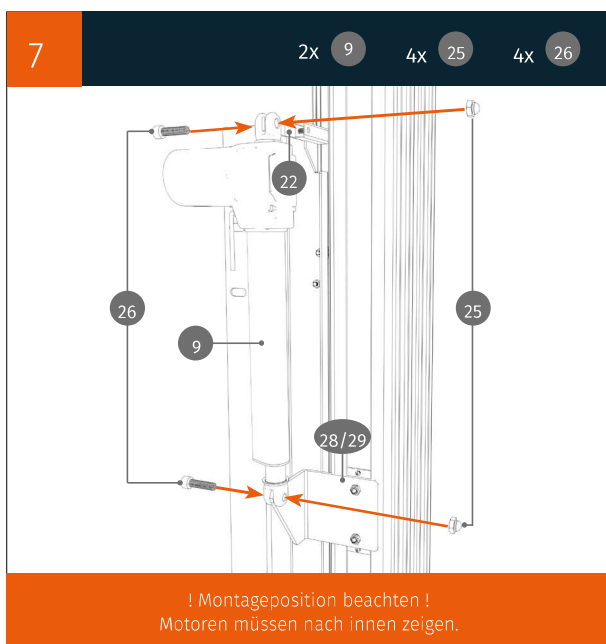 7
2x 9 4x 25 4x 26
22
26
25
9
28/29
! Montageposition beachten !
Motoren müssen nach innen zeigen.